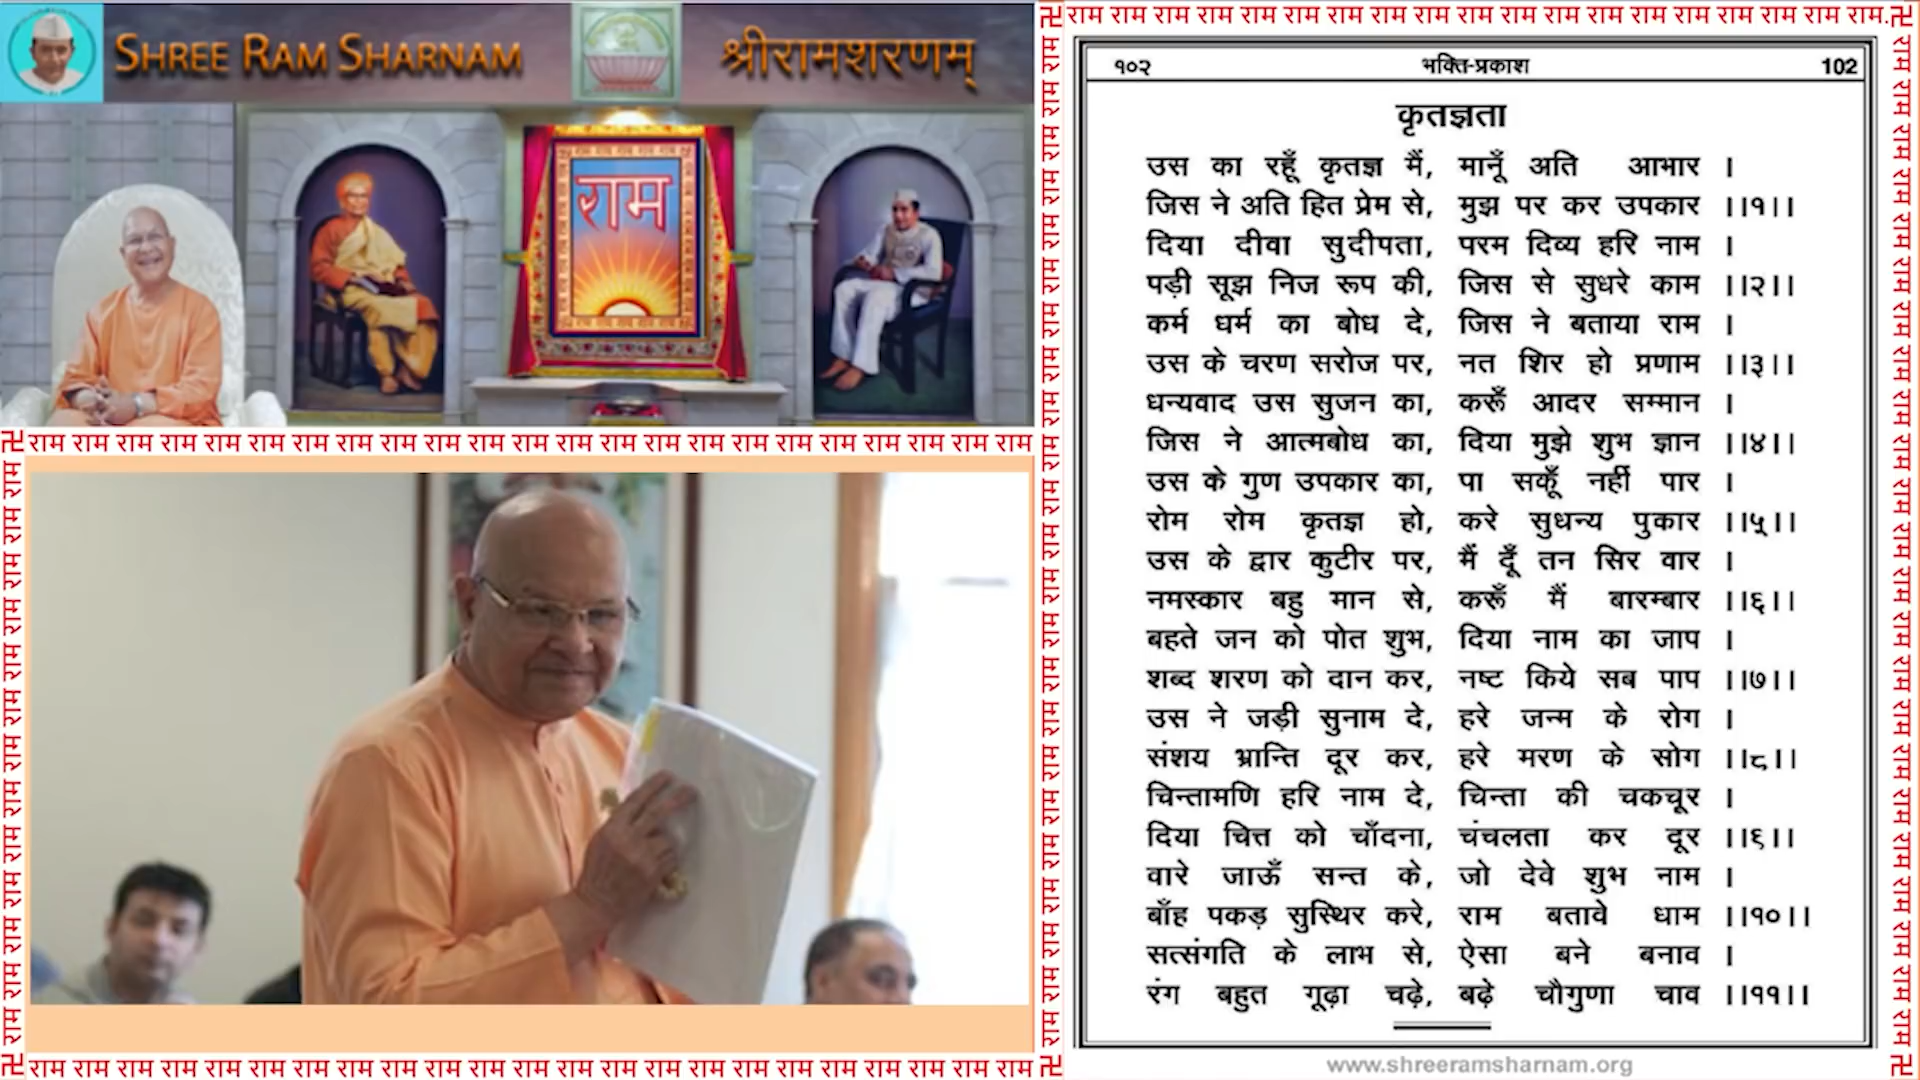 SHREE RAM SHARNAM
श्रीरामशरणम्
राम
राम राम राम राम राम राम राम राम राम राम राम राम राम राम राम राम राम राम राम
राम राम राम राम राम राम राम राम राम राम राम राम राम राम राम राम राम राम राम राम राम राम राम
राम राम राम राम राम राम राम राम राम राम राम राम राम राम राम राम राम राम राम राम राम राम राम
१०२ भक्ति-प्रकाश 102
कृतज्ञता
उस का रहूँ कृतज्ञ मैं, मानूँ अति आभार ।
जिस ने अति हित प्रेम से, मुझ पर कर उपकार ।।१।।
दिया दीवा सुदीपता, परम दिव्य हरि नाम ।
पड़ी सूझ निज रूप की, जिस से सुधरे काम ।।२।।
कर्म धर्म का बोध दे, जिस ने बताया राम ।
उस के चरण सरोज पर, नत शिर हो प्रणाम ।।३।।
धन्यवाद उस सुजन का, करूँ आदर सम्मान ।
जिस ने आत्मबोध का, दिया मुझे शुभ ज्ञान ।।४।।
उस के गुण उपकार का, पा सकूँ नहीं पार ।
रोम रोम कृतज्ञ हो, करे सुधन्य पुकार ।।५।।
उस के द्वार कुटीर पर, मैं दूँ तन सिर वार ।
नमस्कार बहु मान से, करूँ मैं बारम्बार ।।६।।
बहते जन को पोत शुभ, दिया नाम का जाप ।
शब्द शरण को दान कर, नष्ट किये सब पाप ।।७।।
उस ने जड़ी सुनाम दे, हरे जन्म के रोग ।
संशय भ्रान्ति दूर कर, हरे मरण के सोग ।।८।।
चिन्तामणि हरि नाम दे, चिन्ता की चकचूर ।
दिया चित्त को चाँदना, चंचलता कर दूर ।।९।।
वारे जाऊँ सन्त के, जो देवे शुभ नाम ।
बाँह पकड़ सुस्थिर करे, राम बतावे धाम ।।१०।।
सत्संगति के लाभ से, ऐसा बने बनाव ।
रंग बहुत गूढ़ा चढ़े, बढ़े चौगुणा चाव ।।११।।
www.shreeramsharnam.org